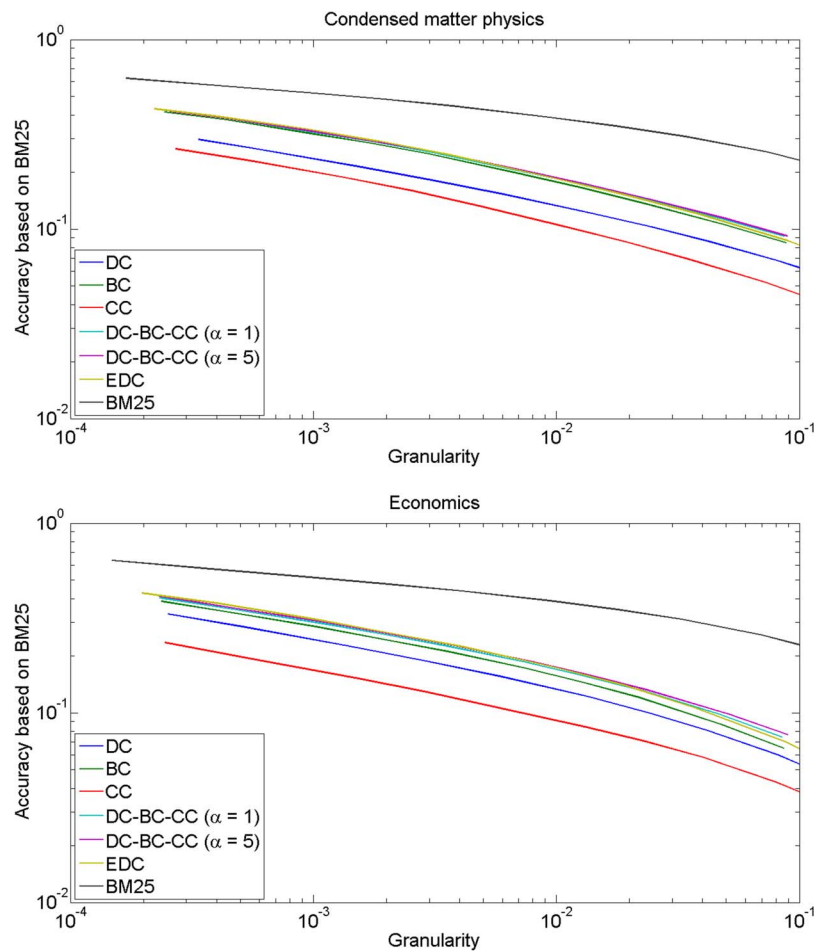 Condensed matter physics
10^0
10^-1
10^-2
Accuracy based on BM25
DC
BC
CC
DC-BC-CC (α = 1)
DC-BC-CC (α = 5)
EDC
BM25
10^-4
10^-3
10^-2
10^-1
Granularity
Economics
10^0
10^-1
10^-2
Accuracy based on BM25
DC
BC
CC
DC-BC-CC (α = 1)
DC-BC-CC (α = 5)
EDC
BM25
10^-4
10^-3
10^-2
10^-1
Granularity